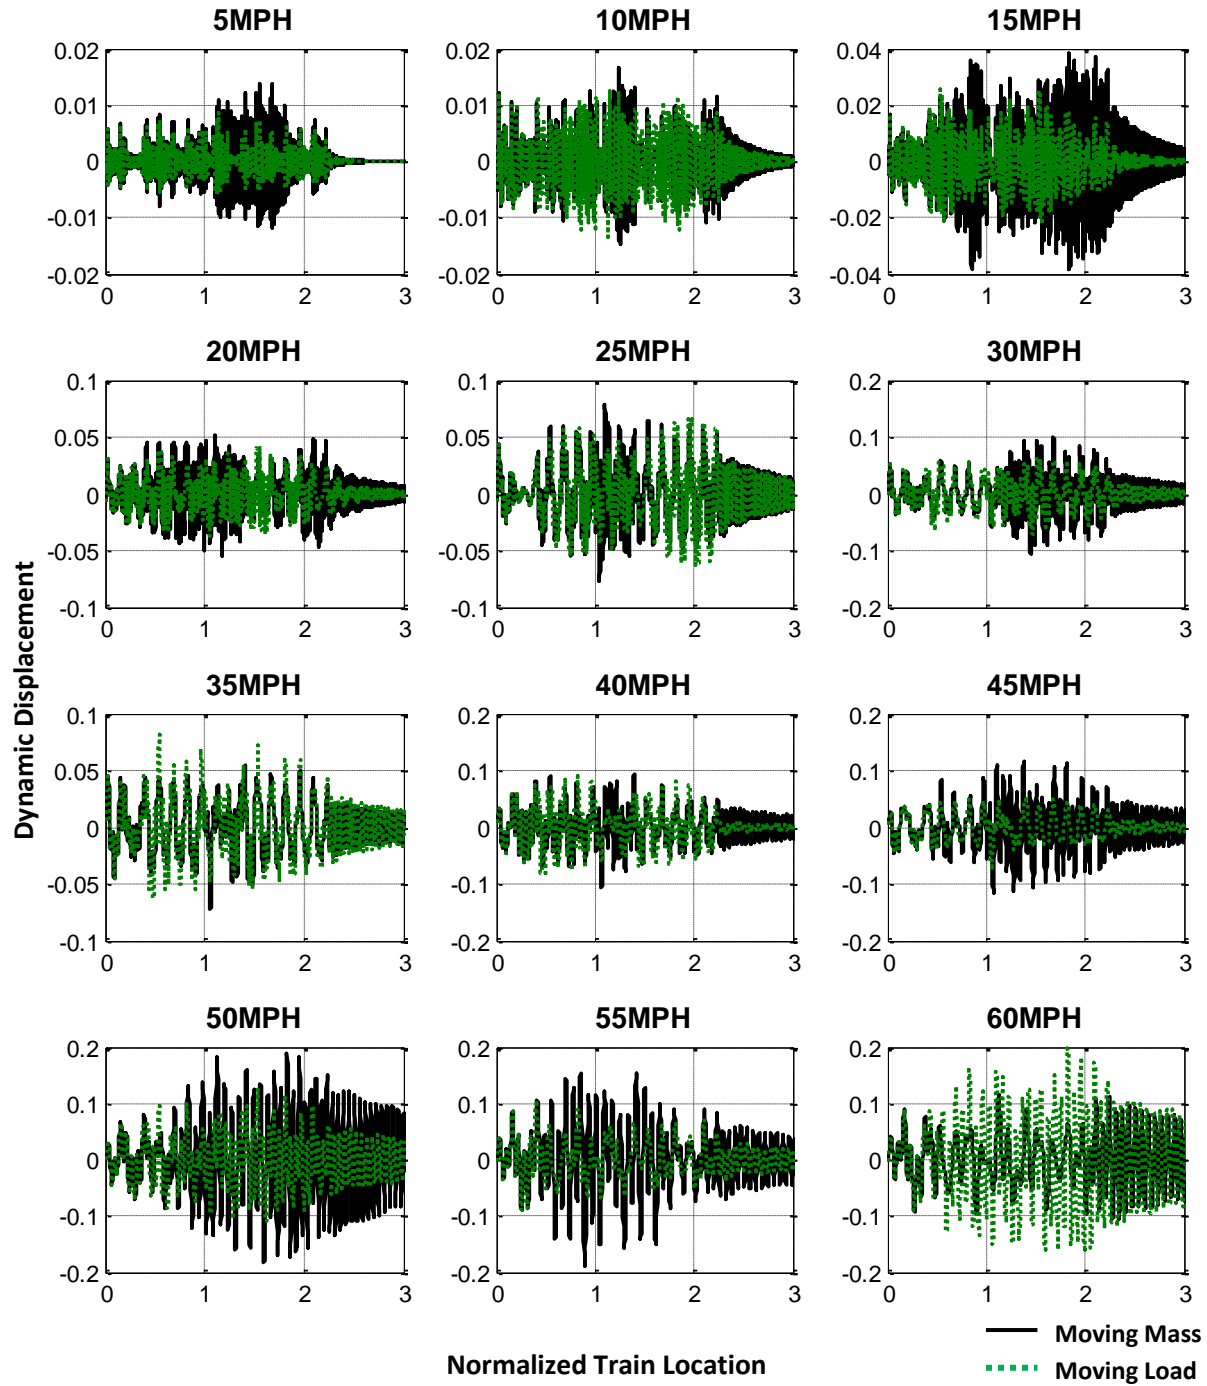 5MPH 10MPH 15MPH
0.02 0.02 0.04
0.01 0.01 0.02
0 0 0
-0.01 -0.01 -0.02
-0.02 -0.02 -0.04
0 1 2 3 0 1 2 3 0 1 2 3
20MPH 25MPH 30MPH
0.1 0.1 0.2
0.05 0.05 0.1
0 0 0
-0.05 -0.05 -0.1
-0.1 -0.1 -0.2
0 1 2 3 0 1 2 3 0 1 2 3
Dynamic Displacement
35MPH 40MPH 45MPH
0.1 0.2 0.2
0.05 0.1 0.1
0 0 0
-0.05 -0.1 -0.1
-0.1 -0.2 -0.2
0 1 2 3 0 1 2 3 0 1 2 3
50MPH 55MPH 60MPH
0.2 0.2 0.2
0.1 0.1 0.1
0 0 0
-0.1 -0.1 -0.1
-0.2 -0.2 -0.2
0 1 2 3 0 1 2 3 0 1 2 3
Normalized Train Location
Moving Mass
Moving Load